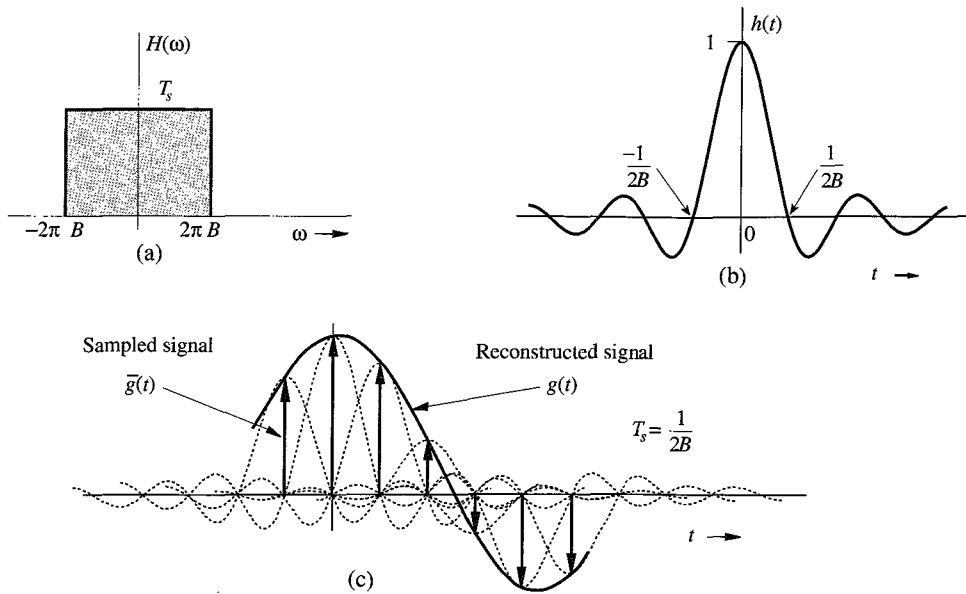 H(ω)
T_s
−2π B
2π B
ω →
(a)
h(t)
1
−1/2B
1/2B
0
t →
(b)
Sampled signal
g̅(t)
Reconstructed signal
g(t)
T_s = 1/2B
t →
(c)